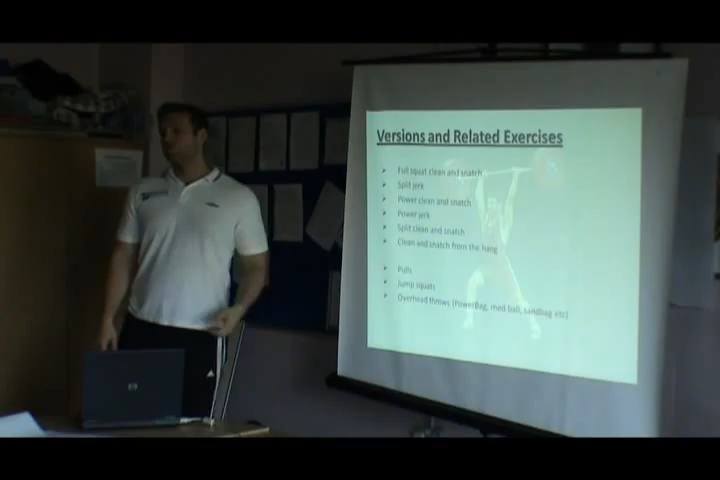 Versions and Related Exercises
Full squat clean and snatch
Split jerk
Power clean and snatch
Power jerk
Split clean and snatch
Clean and snatch from the hang
Pulls
Jump squats
Overhead throws (PowerBag, med ball, sandbag etc)
hp